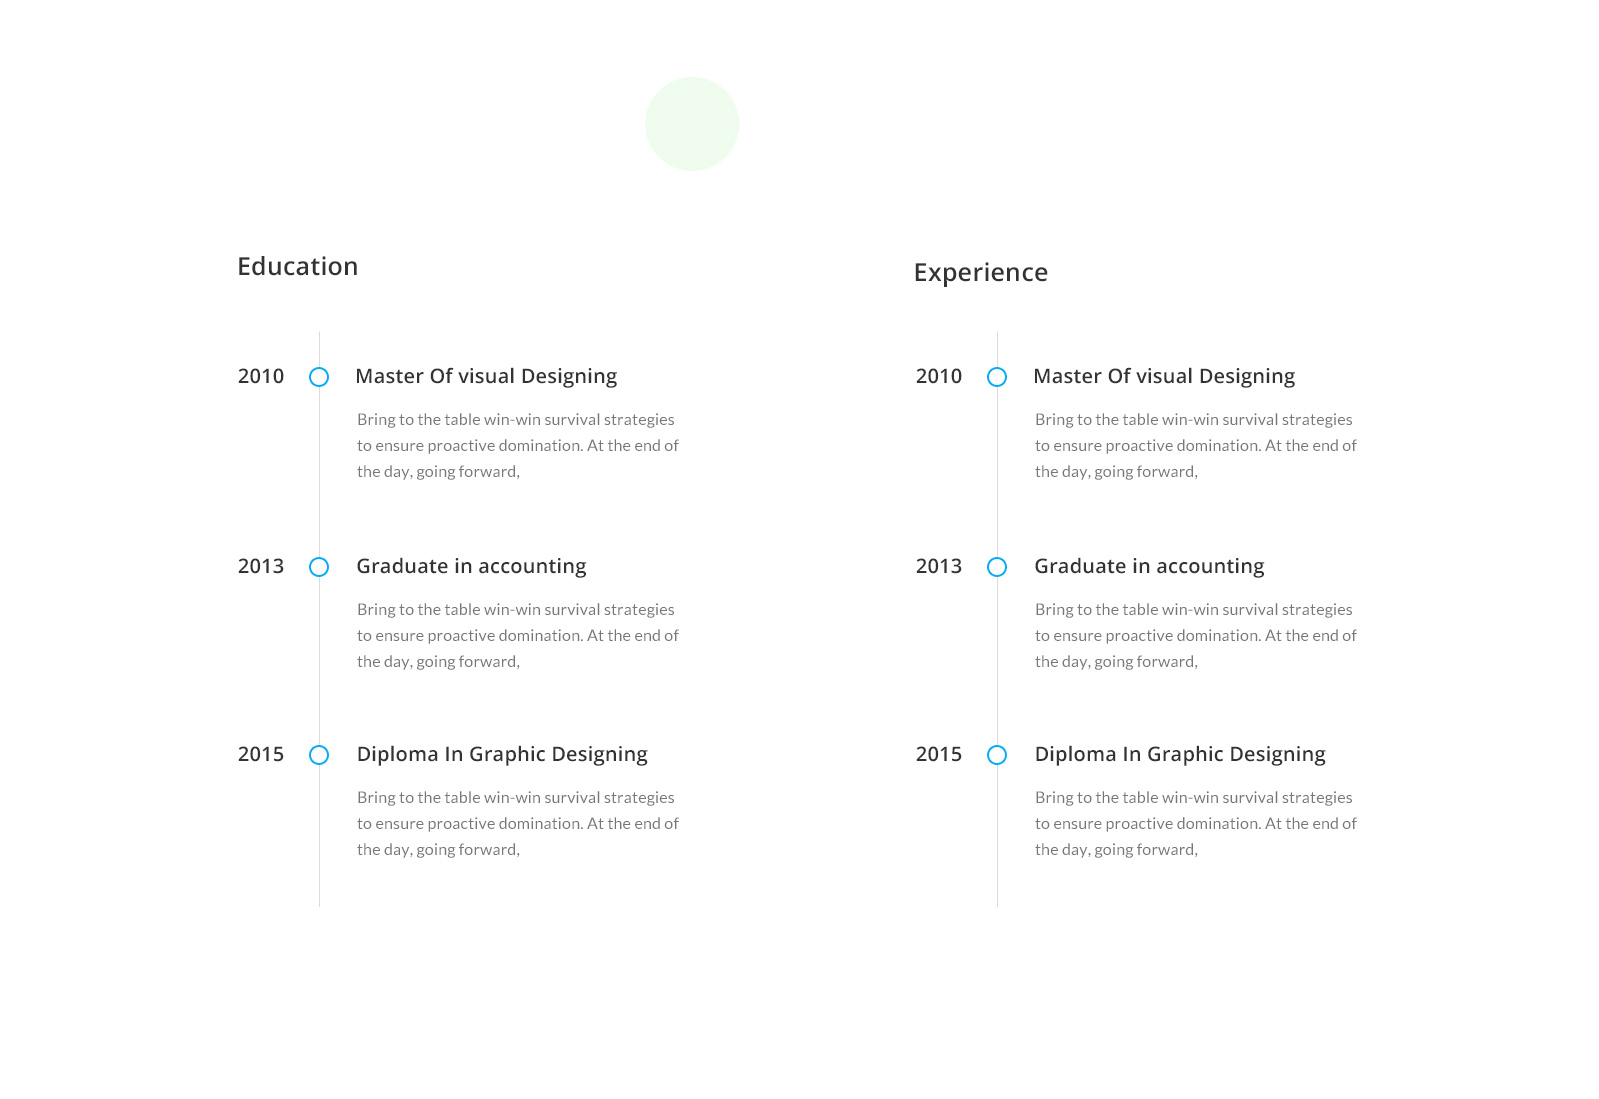 Education
2010 Master Of visual Designing
Bring to the table win-win survival strategies
to ensure proactive domination. At the end of
the day, going forward,
2013 Graduate in accounting
Bring to the table win-win survival strategies
to ensure proactive domination. At the end of
the day, going forward,
2015 Diploma In Graphic Designing
Bring to the table win-win survival strategies
to ensure proactive domination. At the end of
the day, going forward,
Experience
2010 Master Of visual Designing
Bring to the table win-win survival strategies
to ensure proactive domination. At the end of
the day, going forward,
2013 Graduate in accounting
Bring to the table win-win survival strategies
to ensure proactive domination. At the end of
the day, going forward,
2015 Diploma In Graphic Designing
Bring to the table win-win survival strategies
to ensure proactive domination. At the end of
the day, going forward,